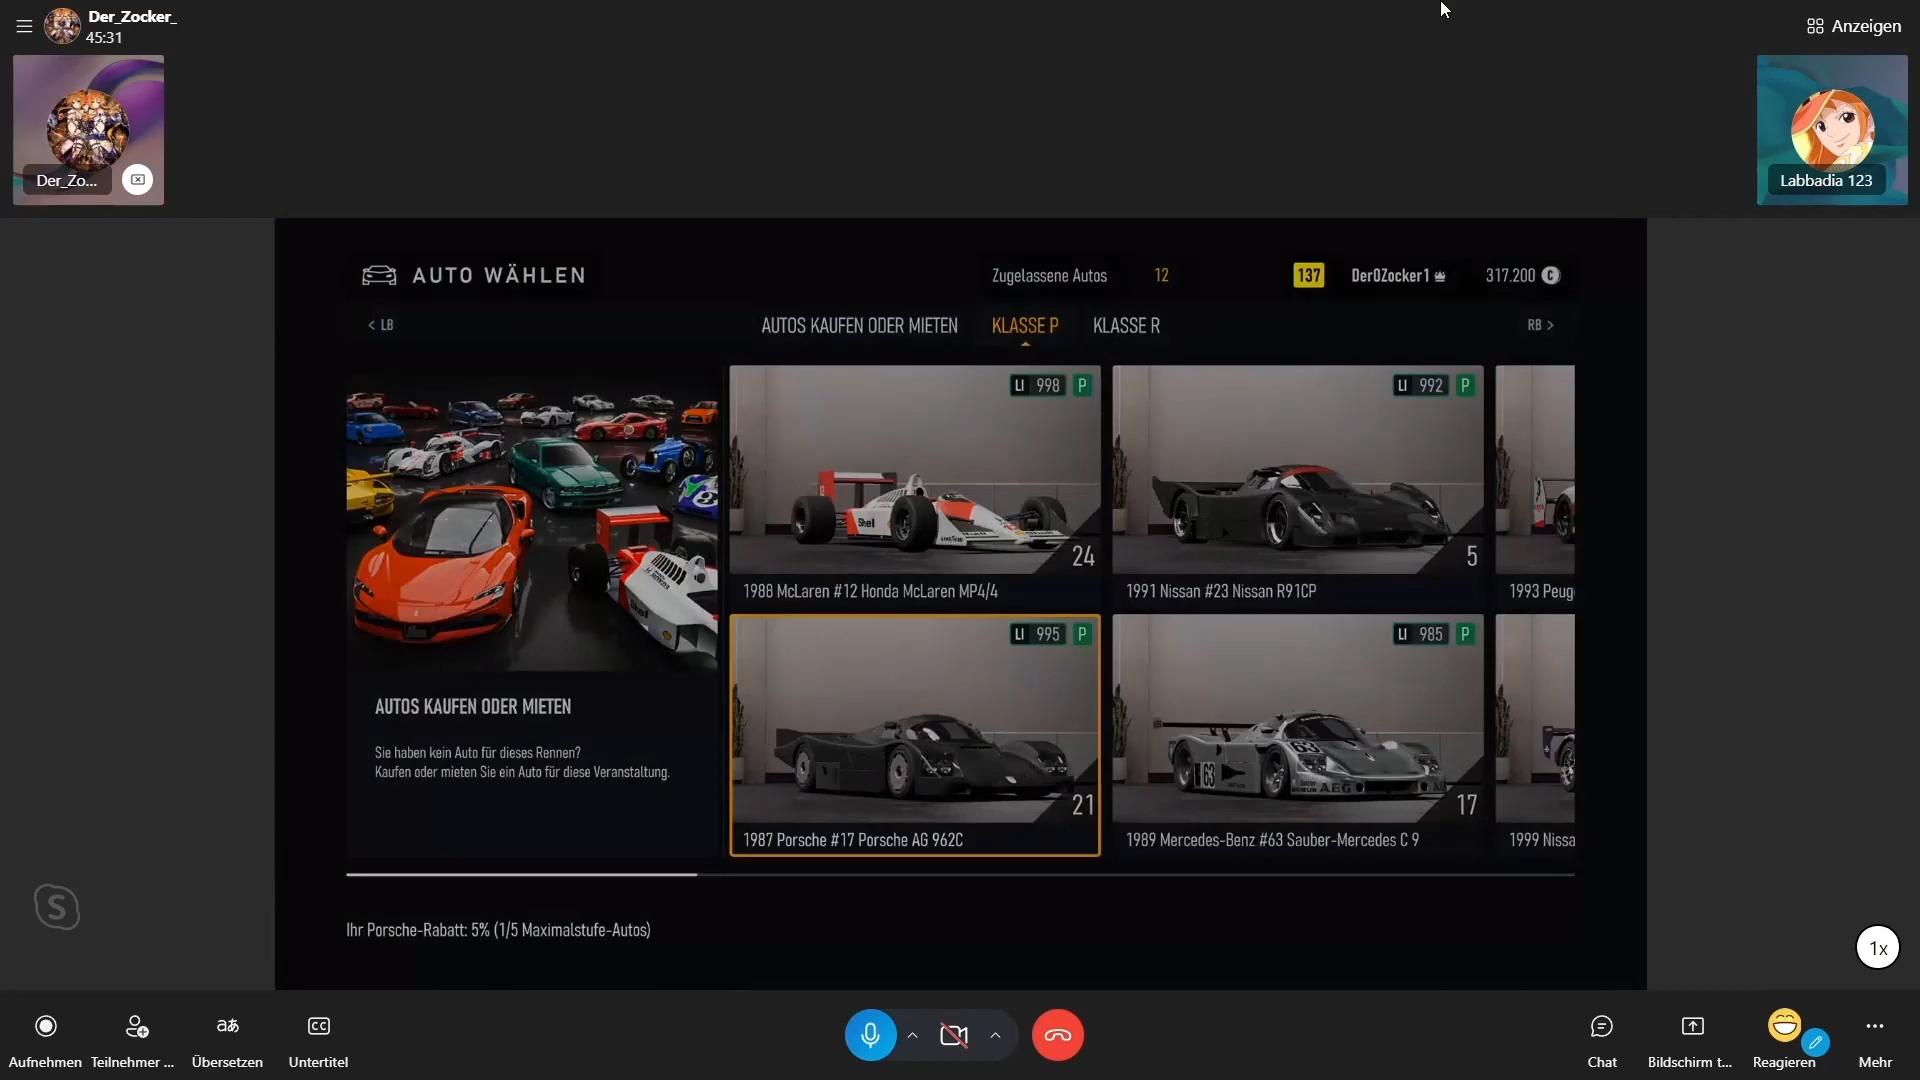 Der_Zocker_
45:31
Anzeigen
Der_Zo...
Labbadia 123
AUTO WÄHLEN
Zugelassene Autos 12
137 Der0Zocker1
317.200
< LB
AUTOS KAUFEN ODER MIETEN KLASSE P KLASSE R
RB >
LI 998 P
Shell
24
1988 McLaren #12 Honda McLaren MP4/4
LI 992 P
5
1991 Nissan #23 Nissan R91CP
1993 Peug
AUTOS KAUFEN ODER MIETEN
Sie haben kein Auto für dieses Rennen?
Kaufen oder mieten Sie ein Auto für diese Veranstaltung.
LI 995 P
21
1987 Porsche #17 Porsche AG 962C
LI 985 P
63
63
AEG
17
1989 Mercedes-Benz #63 Sauber-Mercedes C 9
1999 Nissa
Ihr Porsche-Rabatt: 5% (1/5 Maximalstufe-Autos)
1x
Aufnehmen
Teilnehmer ...
Übersetzen
Untertitel
Chat
Bildschirm t...
Reagieren
Mehr